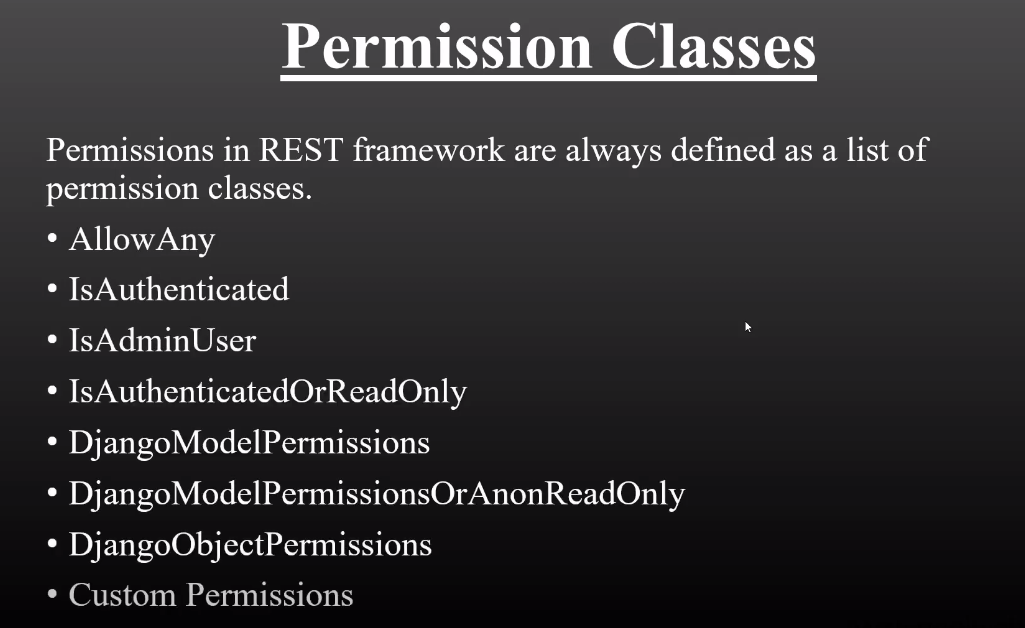 Permission Classes
Permissions in REST framework are always defined as a list of
permission classes.
• AllowAny
• IsAuthenticated
• IsAdminUser
• IsAuthenticatedOrReadOnly
• DjangoModelPermissions
• DjangoModelPermissionsOrAnonReadOnly
• DjangoObjectPermissions
• Custom Permissions